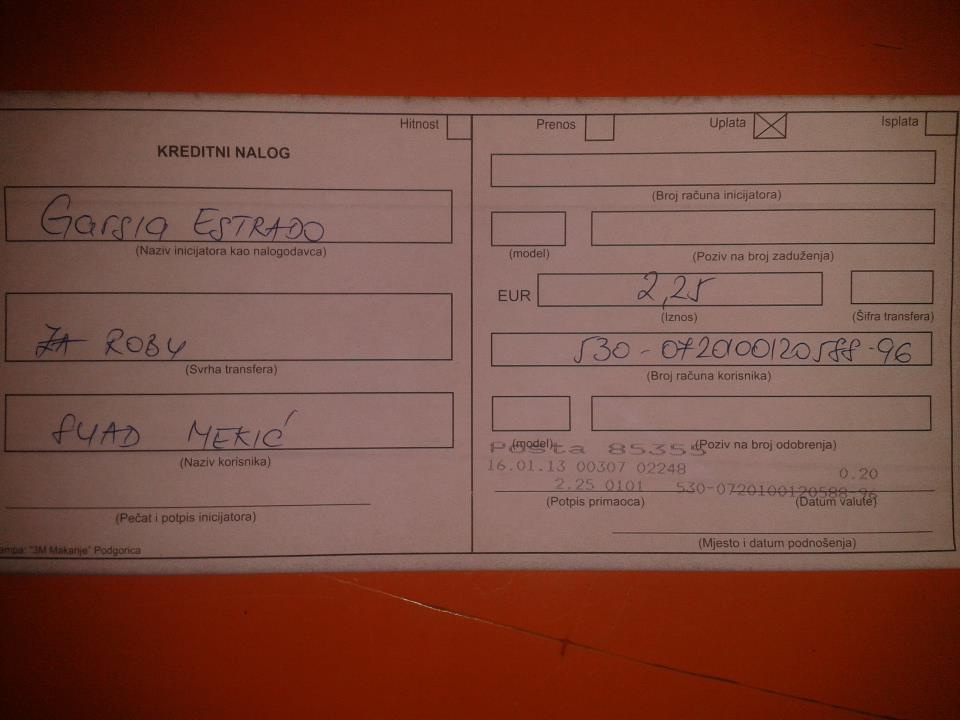 Hitnost
KREDITNI NALOG
Garsia ESTRADO
(Naziv inicijatora kao nalogodavca)
ZA ROBU
(Svrha transfera)
SUAD MEKIĆ
(Naziv korisnika)
(Pečat i potpis inicijatora)
ampa: "3M Makanje" Podgorica
Prenos Uplata Isplata
(Broj računa inicijatora)
(model) (Poziv na broj zaduženja)
EUR 2,25
(Iznos) (Šifra transfera)
530-0720100120588-96
(Broj računa korisnika)
(model) (Poziv na broj odobrenja)
Posta 85355
16.01.13 00307 02248 0.20
2.25 0101 530-0720100120588-96
(Potpis primaoca) (Datum valute)
(Mjesto i datum podnošenja)